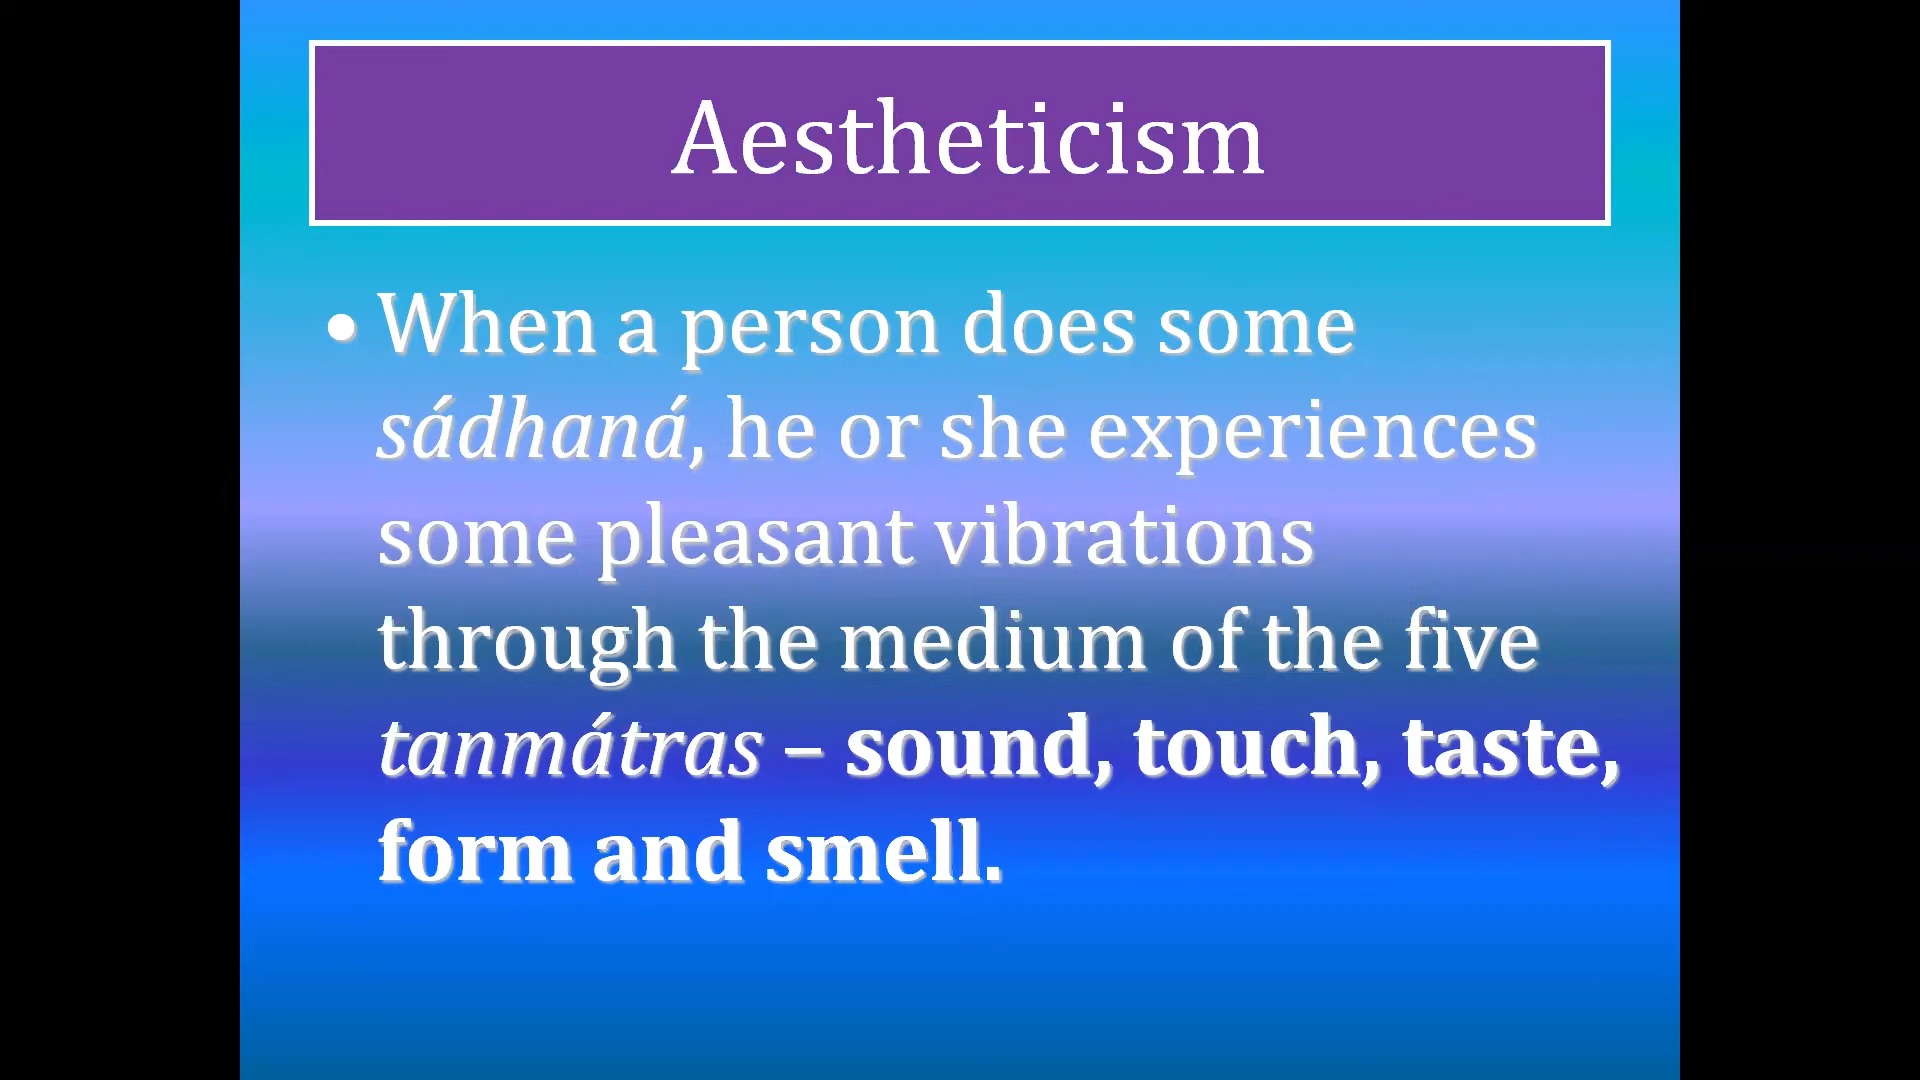 Aestheticism
• When a person does some
sádhaná, he or she experiences
some pleasant vibrations
through the medium of the five
tanmátras – sound, touch, taste,
form and smell.